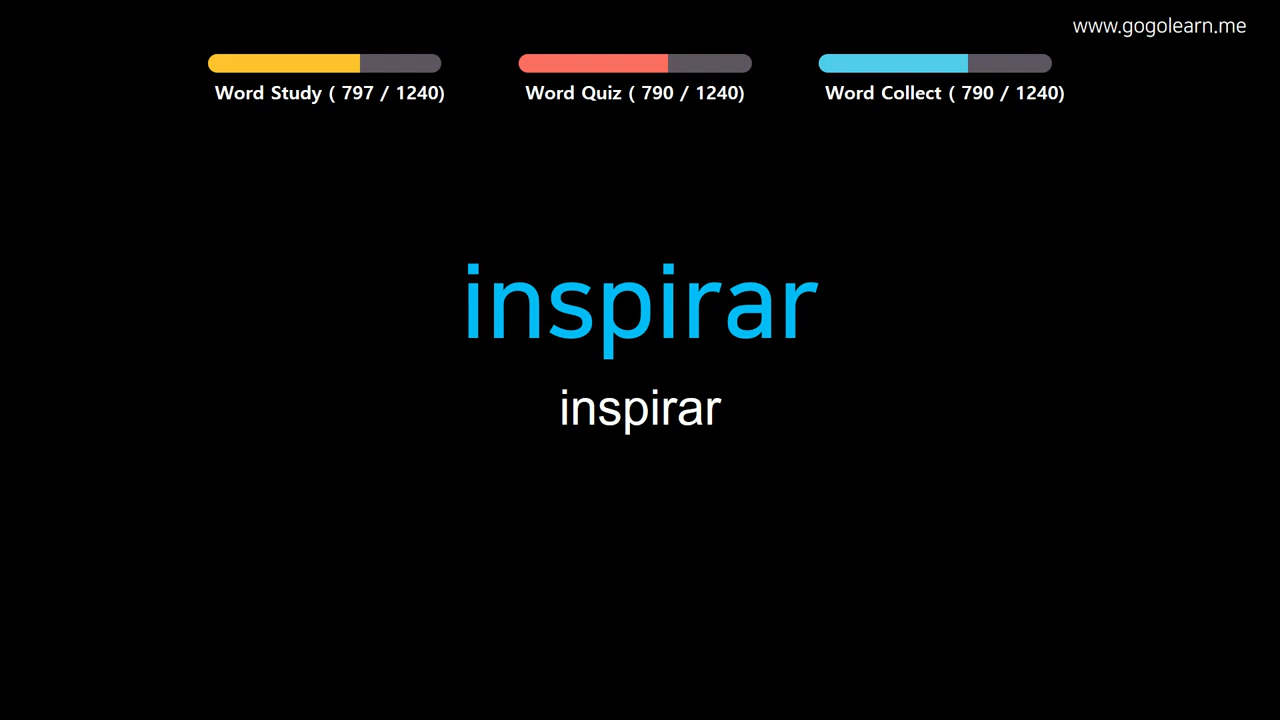 www.gogolearn.me
Word Study ( 797 / 1240)
Word Quiz ( 790 / 1240)
Word Collect ( 790 / 1240)
inspirar
inspirar